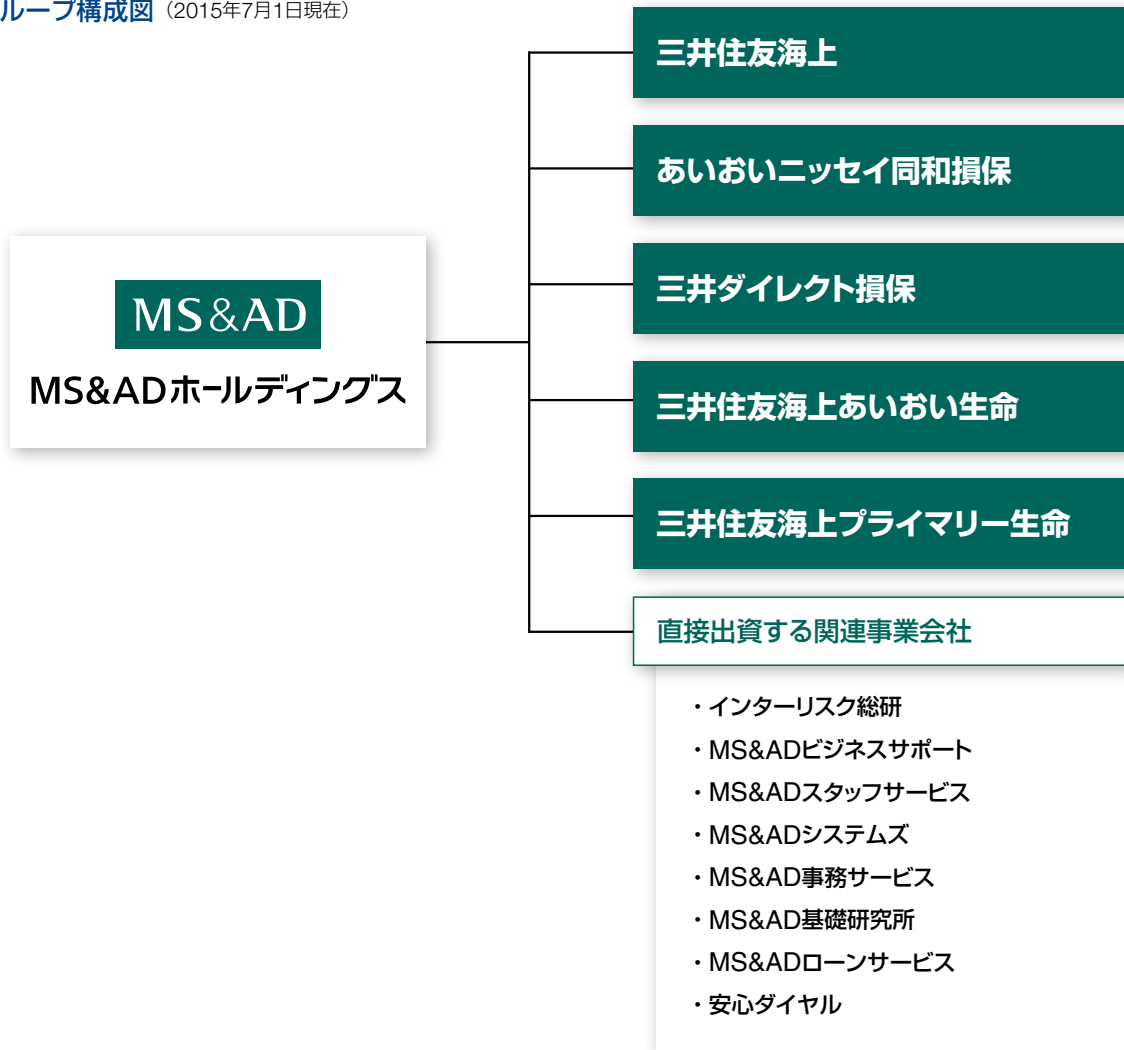 ループ構成図（2015年7月1日現在）
三井住友海上
あいおいニッセイ同和損保
三井ダイレクト損保
MS&AD
MS&ADホールディングス
三井住友海上あいおい生命
三井住友海上プライマリー生命
直接出資する関連事業会社
・インターリスク総研
・MS&ADビジネスサポート
・MS&ADスタッフサービス
・MS&ADシステムズ
・MS&AD事務サービス
・MS&AD基礎研究所
・MS&ADローンサービス
・安心ダイヤル